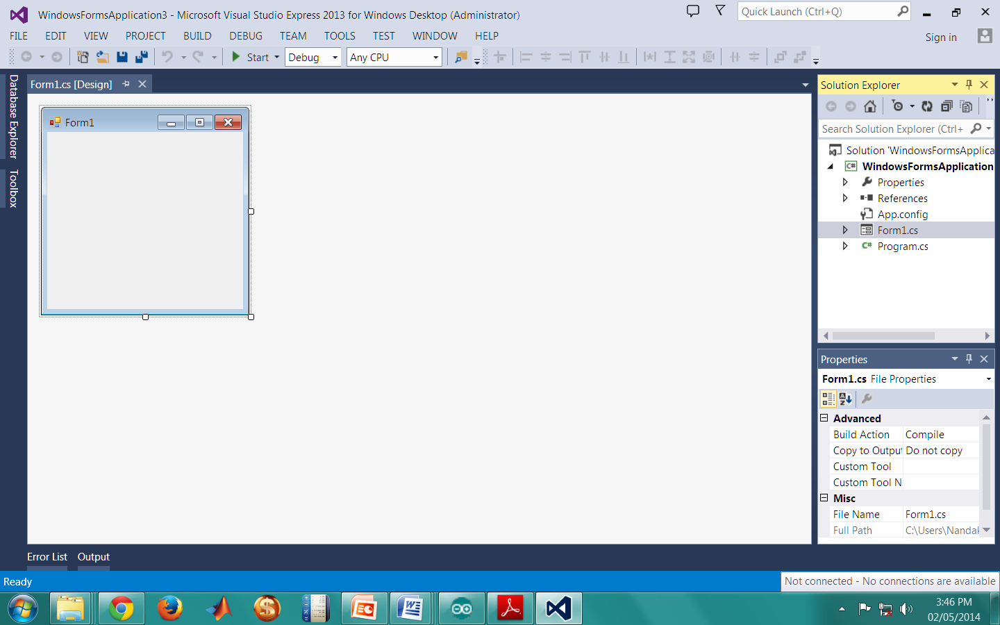 WindowsFormsApplication3 - Microsoft Visual Studio Express 2013 for Windows Desktop (Administrator)
Quick Launch (Ctrl+Q)
FILE EDIT VIEW PROJECT BUILD DEBUG TEAM TOOLS TEST WINDOW HELP
Sign in
Start Debug Any CPU
Database Explorer
Toolbox
Form1.cs [Design]
Form1
Solution Explorer
Search Solution Explorer (Ctrl+
Solution 'WindowsFormsApplica
C# WindowsFormsApplication
Properties
References
App.config
Form1.cs
C# Program.cs
Properties
Form1.cs File Properties
Advanced
Build Action Compile
Copy to Outpu Do not copy
Custom Tool
Custom Tool N
Misc
File Name Form1.cs
Full Path C:\Users\Nandak
Error List Output
Ready
Not connected - No connections are available
3:46 PM
02/05/2014